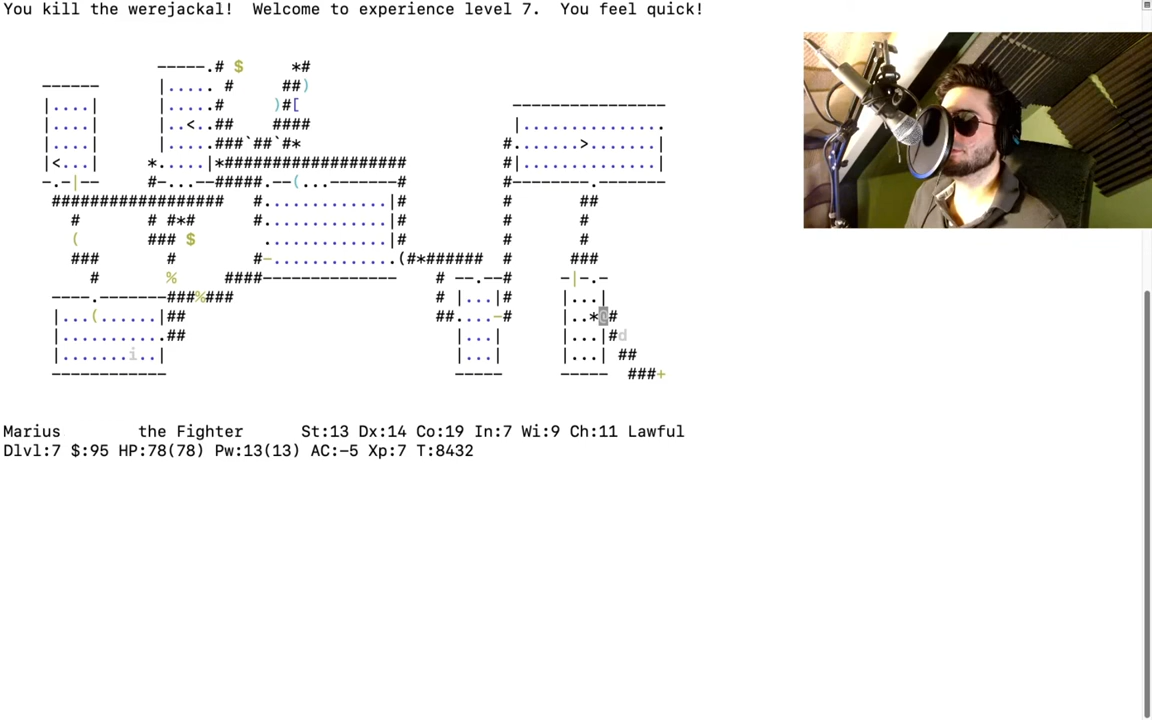 You kill the werejackal!  Welcome to experience level 7.  You feel quick!
                -----.# $     *#
    ------      |..... #     ##)
    |....|      |.....#     )#[                      ----------------
    |....|      |..<..##    ####                     |...............
    |....|      |.....###`##`#*                     #.......>.......|
    |<...|     *.....|*###################          #|..............|
    -.-|--     #-...--#####.--(...-------#          #--------.-------
     ##################   #.............|#          #       ##
       #       # #*#      #.............|#          #       #
       (       ### $       .............|#          #       #
       ###       #        #-.............(#*######  #      ###
         #       %     ####--------------    # --.--#     -|-.-
     ----.-------###%###                     # |...|#     |...|
     |...(......|##                          ##....-#     |..*@#
     |...........##                            |...|      |...|#d
     |.......i..|                              |...|      |...| ##
     ------------                              -----      -----  ###+
Marius        the Fighter       St:13 Dx:14 Co:19 In:7 Wi:9 Ch:11 Lawful
Dlvl:7 $:95 HP:78(78) Pw:13(13) AC:-5 Xp:7 T:8432